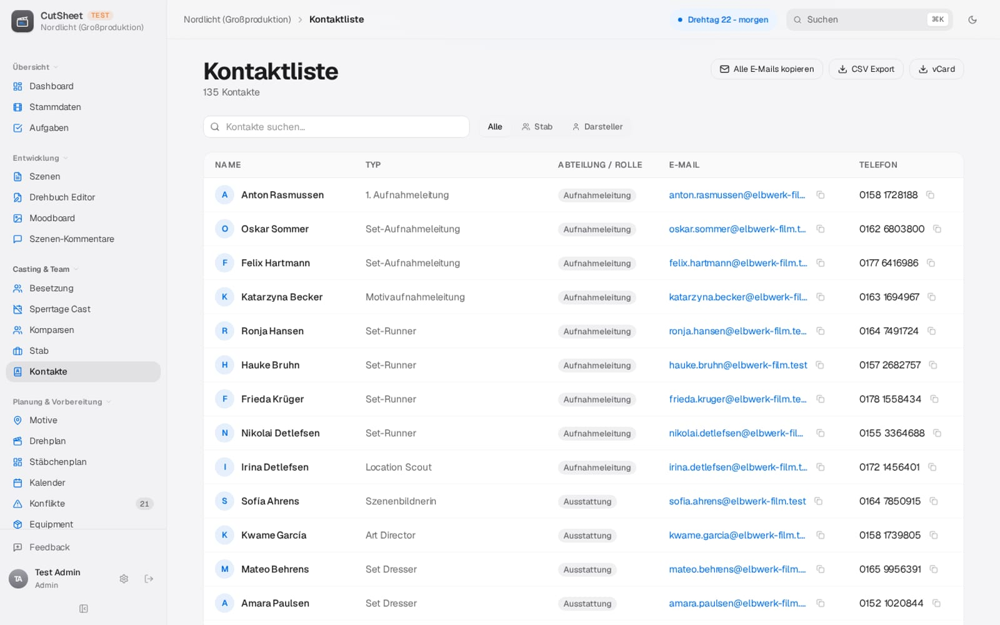 CutSheet TEST
Nordlicht (Großproduktion)
Übersicht
Dashboard
Stammdaten
Aufgaben
Entwicklung
Szenen
Drehbuch Editor
Moodboard
Szenen-Kommentare
Casting & Team
Besetzung
Sperrtage Cast
Komparsen
Stab
Kontakte
Planung & Vorbereitung
Motive
Drehplan
Stäbchenplan
Kalender
Konflikte 21
Equipment
Feedback
TA Test Admin
Admin
Nordlicht (Großproduktion) > Kontaktliste
Drehtag 22 - morgen
Suchen ⌘K
Kontaktliste
135 Kontakte
Alle E-Mails kopieren
CSV Export
vCard
Kontakte suchen...
Alle Stab Darsteller
NAME TYP ABTEILUNG / ROLLE E-MAIL TELEFON
A Anton Rasmussen 1. Aufnahmeleitung Aufnahmeleitung anton.rasmussen@elbwerk-fil... 0158 1728188
O Oskar Sommer Set-Aufnahmeleitung Aufnahmeleitung oskar.sommer@elbwerk-film.t... 0162 6803800
F Felix Hartmann Set-Aufnahmeleitung Aufnahmeleitung felix.hartmann@elbwerk-film.t... 0177 6416986
K Katarzyna Becker Motivaufnahmeleitung Aufnahmeleitung katarzyna.becker@elbwerk-fil... 0163 1694967
R Ronja Hansen Set-Runner Aufnahmeleitung ronja.hansen@elbwerk-film.te... 0164 7491724
H Hauke Bruhn Set-Runner Aufnahmeleitung hauke.bruhn@elbwerk-film.test 0157 2682757
F Frieda Krüger Set-Runner Aufnahmeleitung frieda.kruger@elbwerk-film.te... 0178 1558434
N Nikolai Detlefsen Set-Runner Aufnahmeleitung nikolai.detlefsen@elbwerk-fil... 0155 3364688
I Irina Detlefsen Location Scout Aufnahmeleitung irina.detlefsen@elbwerk-film.t... 0172 1456401
S Sofía Ahrens Szenenbildnerin Ausstattung sofia.ahrens@elbwerk-film.test 0164 7850915
K Kwame García Art Director Ausstattung kwame.garcia@elbwerk-film.t... 0158 1739805
M Mateo Behrens Set Dresser Ausstattung mateo.behrens@elbwerk-film.... 0165 9956391
A Amara Paulsen Set Dresser Ausstattung amara.paulsen@elbwerk-film.... 0152 1020844